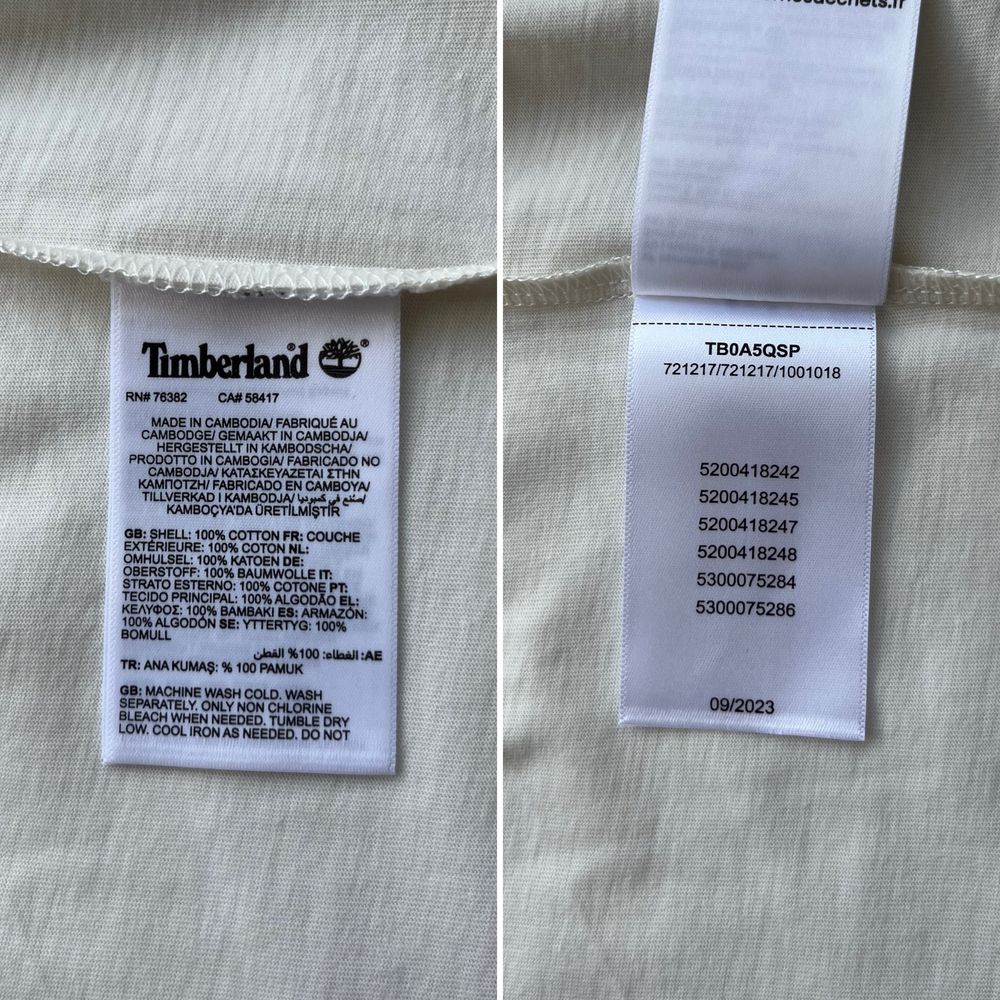 Timberland® ®
RN# 76382 CA# 58417
MADE IN CAMBODIA/ FABRIQUÉ AU
CAMBODGE/ GEMAAKT IN CAMBODJA/
HERGESTELLT IN KAMBODSCHA/
PRODOTTO IN CAMBOGIA/ FABRICADO NO
CAMBODJA/ ΚΑΤΑΣΚΕΥΑΖΕΤΑΙ ΣΤΗΝ
ΚΑΜΠΟΤΖΗ/ FABRICADO EN CAMBOYA/
TILLVERKAD I KAMBODJA/ صنع في كمبوديا/
KAMBOÇYA'DA ÜRETİLMİŞTİR
GB: SHELL: 100% COTTON FR: COUCHE
EXTÉRIEURE: 100% COTON NL:
OMHULSEL: 100% KATOEN DE:
OBERSTOFF: 100% BAUMWOLLE IT:
STRATO ESTERNO: 100% COTONE PT:
TECIDO PRINCIPAL: 100% ALGODÃO EL:
ΚΕΛΥΦΟΣ: 100% ΒΑΜΒΑΚΙ ES: ARMAZÓN:
100% ALGODÓN SE: YTTERTYG: 100%
BOMULL
AE: الغطاء: 100% القطن
TR: ANA KUMAŞ: % 100 PAMUK
GB: MACHINE WASH COLD. WASH
SEPARATELY. ONLY NON CHLORINE
BLEACH WHEN NEEDED. TUMBLE DRY
LOW. COOL IRON AS NEEDED. DO NOT
TB0A5QSP
721217/721217/1001018
5200418242
5200418245
5200418247
5200418248
5300075284
5300075286
09/2023